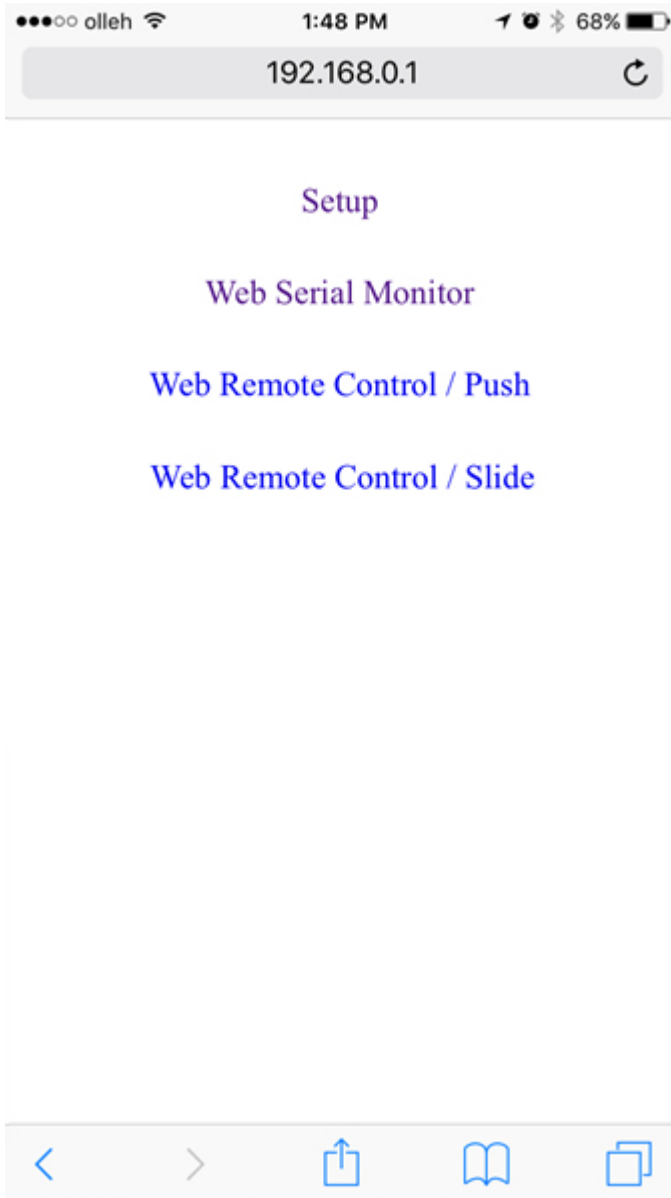 olleh 1:48 PM 68%
192.168.0.1
Setup
Web Serial Monitor
Web Remote Control / Push
Web Remote Control / Slide